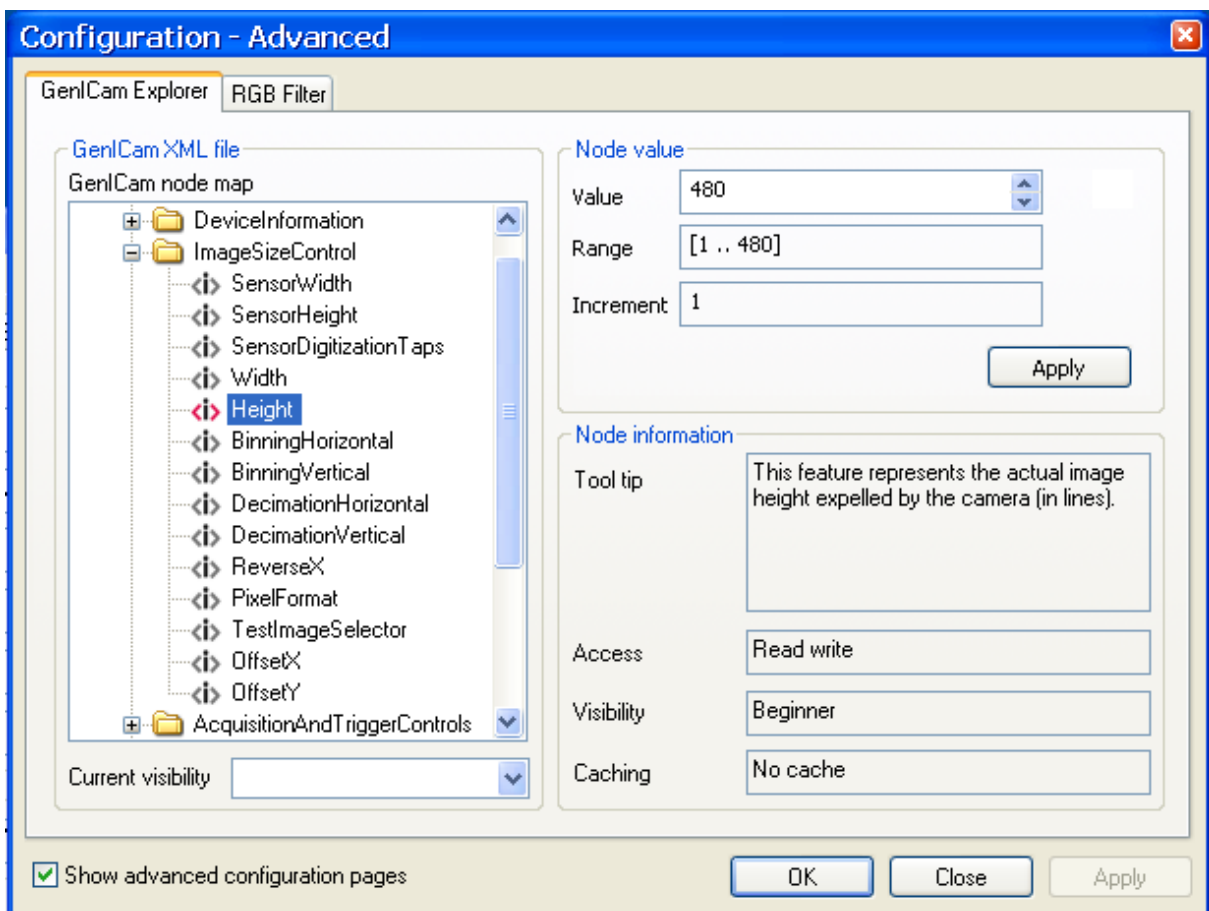 Configuration - Advanced
GenICam Explorer
RGB Filter
GenICam XML file
GenICam node map
DeviceInformation
ImageSizeControl
SensorWidth
SensorHeight
SensorDigitizationTaps
Width
Height
BinningHorizontal
BinningVertical
DecimationHorizontal
DecimationVertical
ReverseX
PixelFormat
TestImageSelector
OffsetX
OffsetY
AcquisitionAndTriggerControls
Current visibility
Node value
Value 480
Range [1 .. 480]
Increment 1
Apply
Node information
Tool tip
This feature represents the actual image
height expelled by the camera (in lines).
Access Read write
Visibility Beginner
Caching No cache
Show advanced configuration pages
OK Close Apply